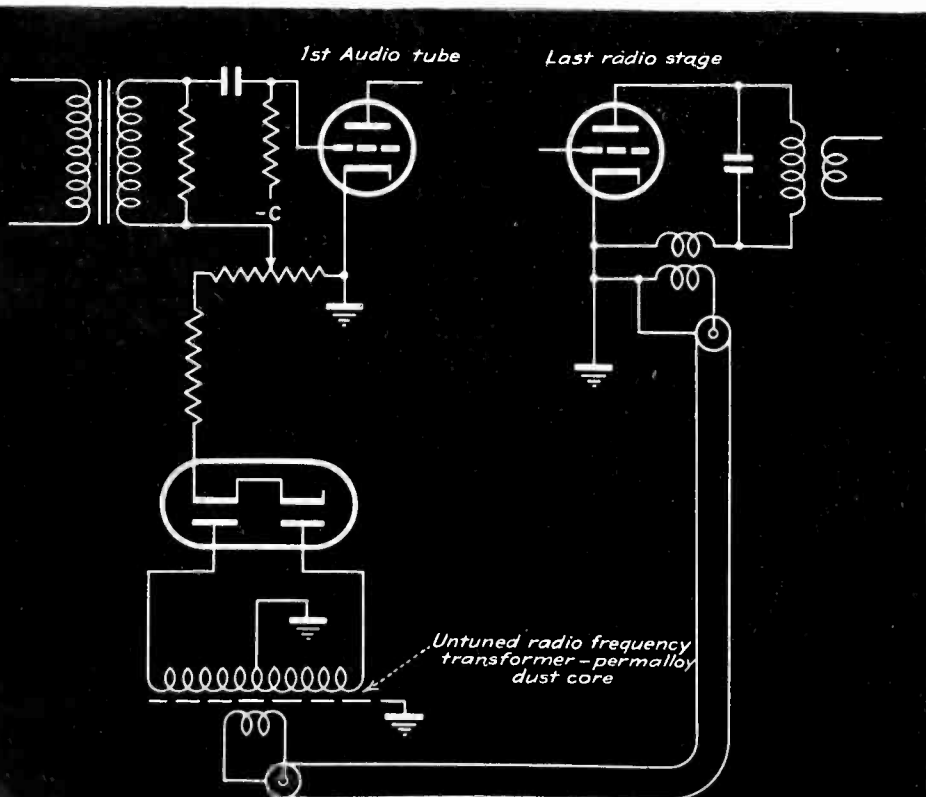 1st Audio tube
Last radio stage
-C
Untuned radio frequency
transformer-permalloy
dust core